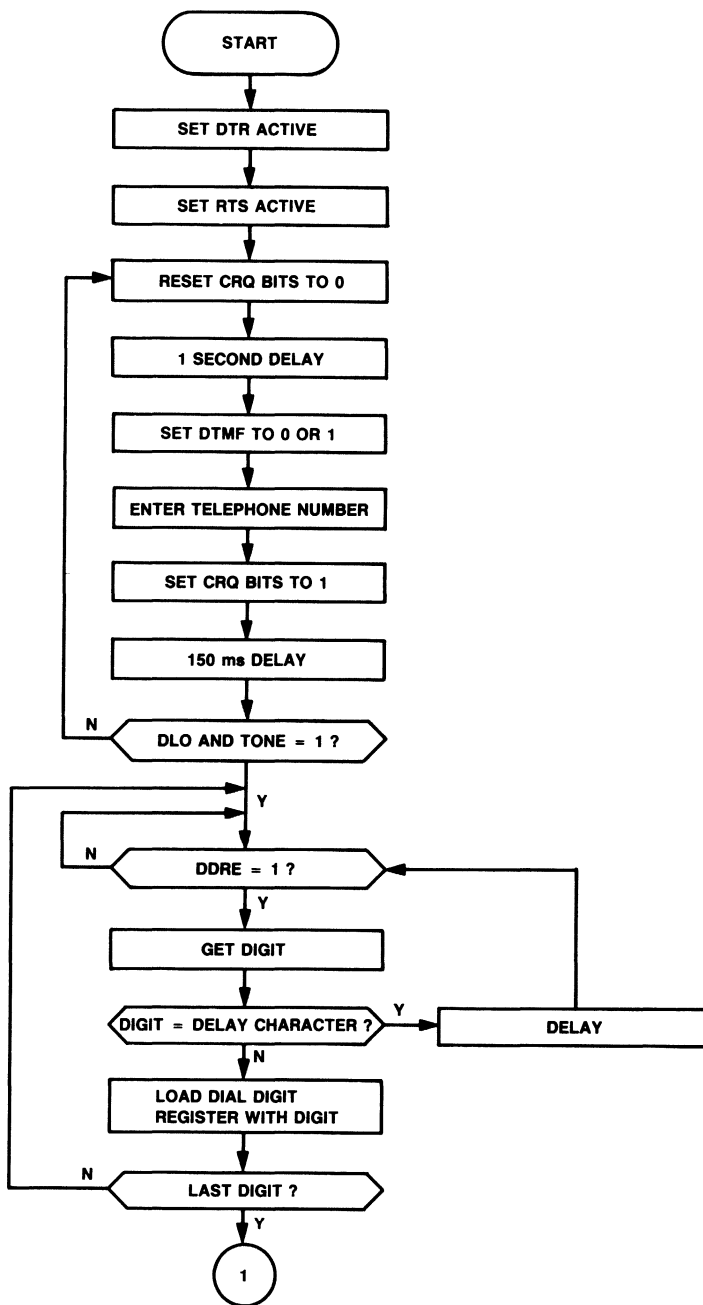 START
SET DTR ACTIVE
SET RTS ACTIVE
RESET CRQ BITS TO 0
1 SECOND DELAY
SET DTMF TO 0 OR 1
ENTER TELEPHONE NUMBER
SET CRQ BITS TO 1
150 ms DELAY
N
DLO AND TONE = 1 ?
Y
N
DDRE = 1 ?
Y
GET DIGIT
DIGIT = DELAY CHARACTER ?
Y
DELAY
N
LOAD DIAL DIGIT
REGISTER WITH DIGIT
N
LAST DIGIT ?
Y
1